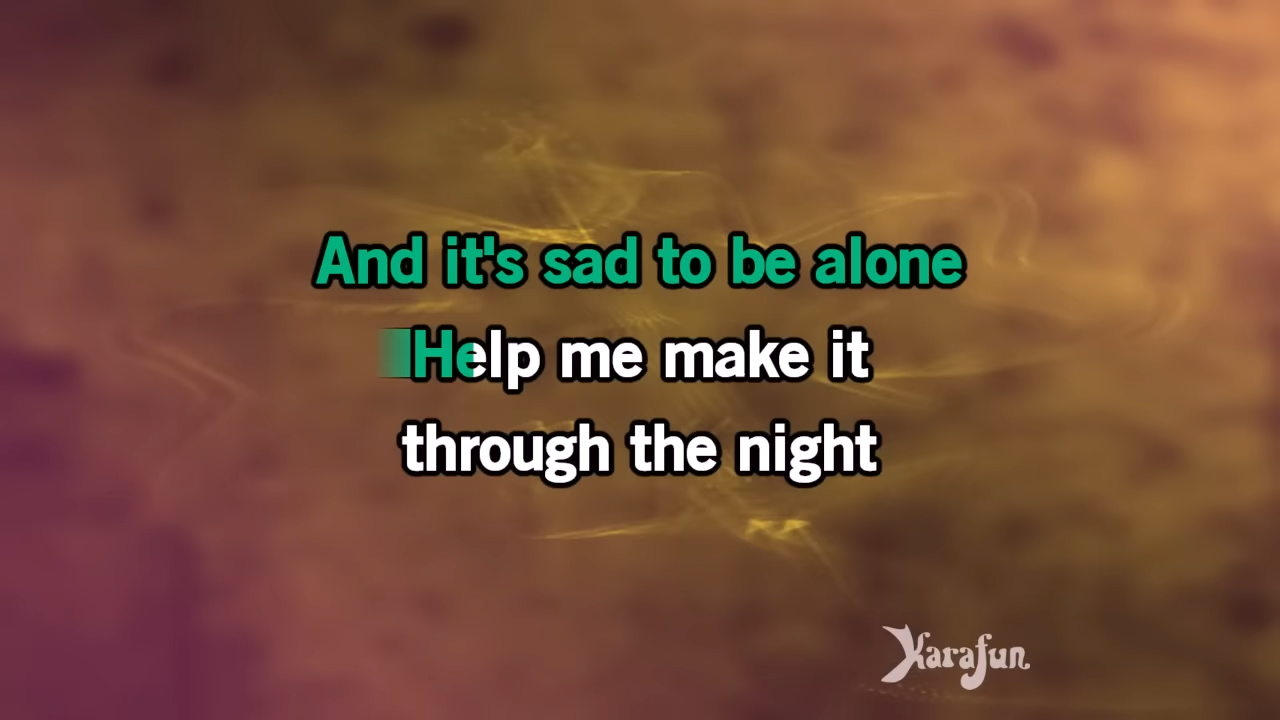 And it's sad to be alone
Help me make it
through the night
Karafun